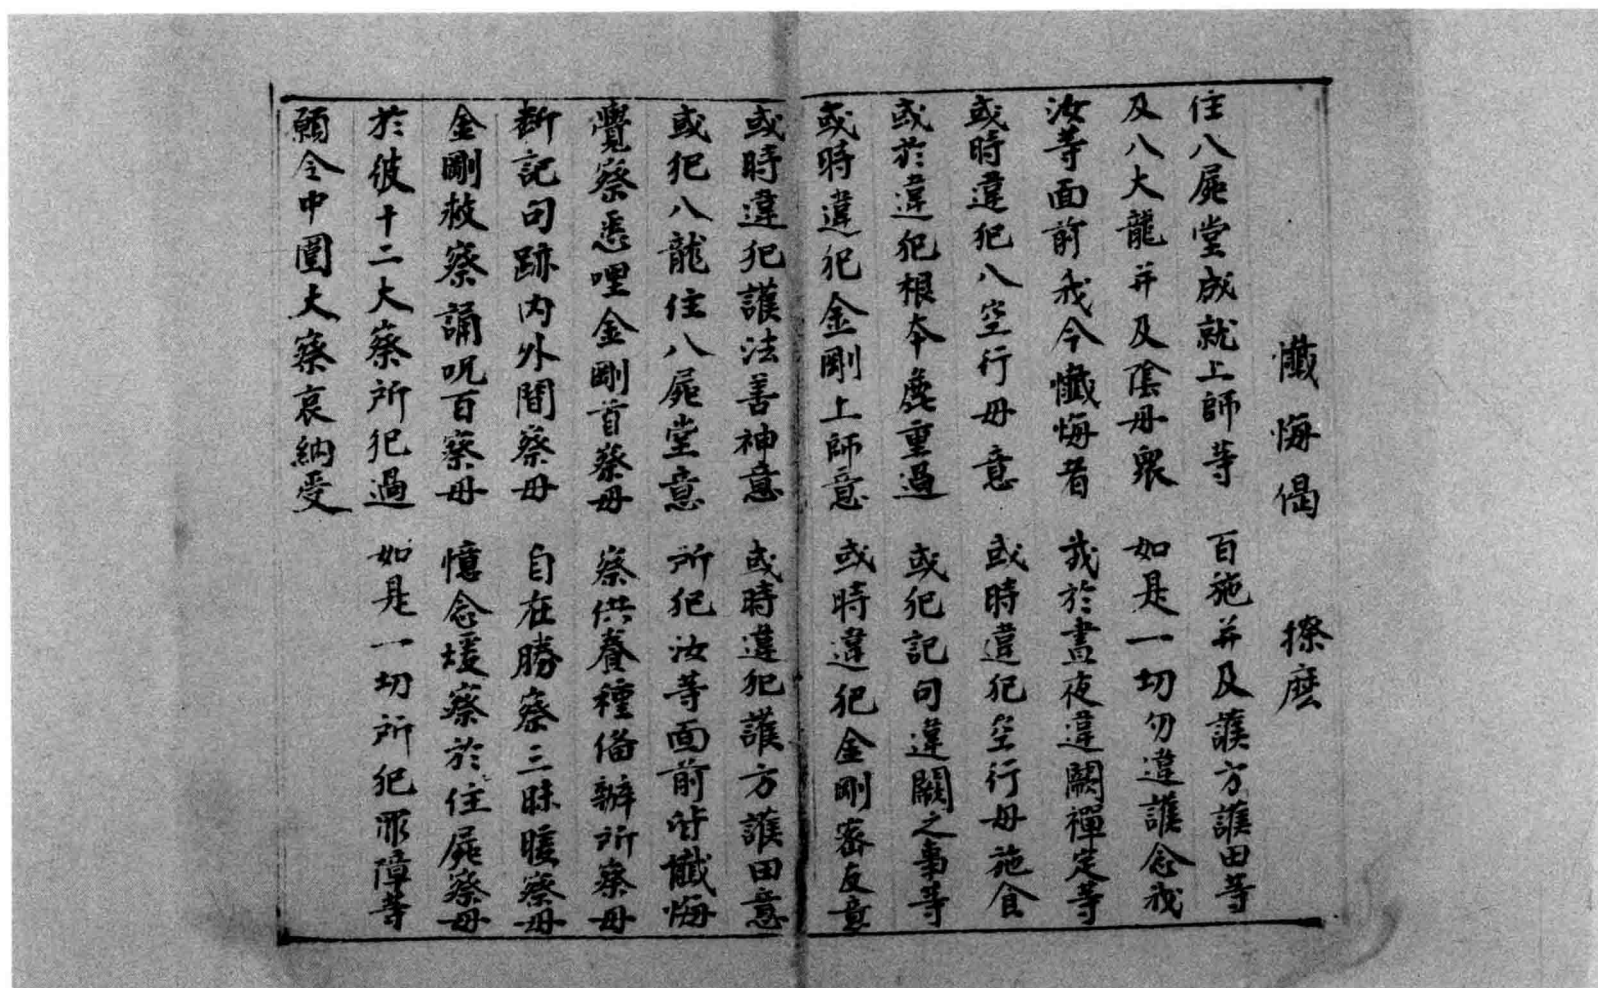 懺悔偈　　擦庅
住八屍堂成就上師等　百施并及護方護田等
及八大龍并及陰母眾　如是一切勿違護念我
汝等面前我今懺悔者　我於晝夜違闕禪定等
或時違犯八空行母意　或時違犯空行母施食
或於違犯根本麁重過　或犯記句違闕之事等
或時違犯金剛上師意　或時違犯金剛密友意
或時違犯護法善神意　或時違犯護方護田意
或犯八龍住八屍堂意　所犯汝等面前皆懺悔
覺察悉哩金剛首蔡母　察供養種俻辦所察母
斷記句跡內外間察母　自在勝察三昧暖察母
金剛救察誦呪百察母　憶念煖察於住屍察母
於彼十二大察所犯過　如是一切所犯罪障等
願令中圍大察哀納受